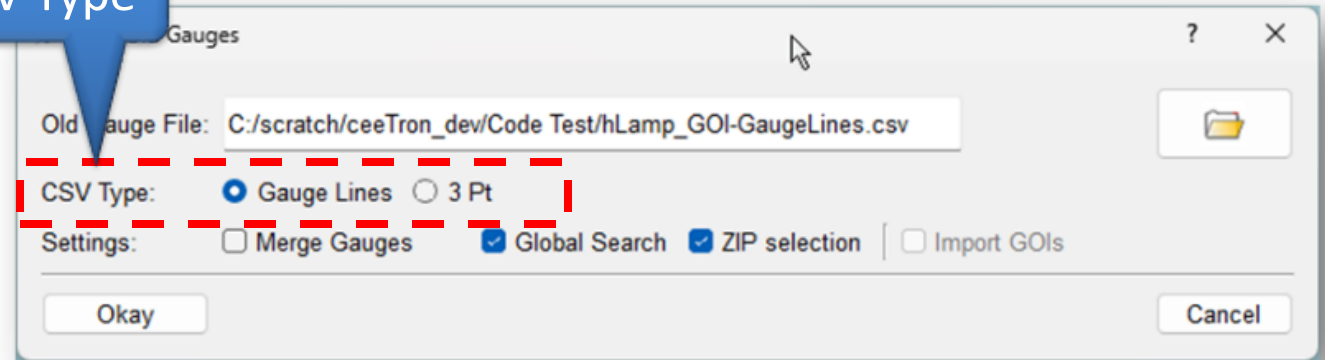 Type
Gauges
?
Old Gauge File: C:/scratch/ceeTron_dev/Code Test/hLamp_GOI-GaugeLines.csv
CSV Type: Gauge Lines 3 Pt
Settings: Merge Gauges Global Search ZIP selection Import GOIs
Okay Cancel